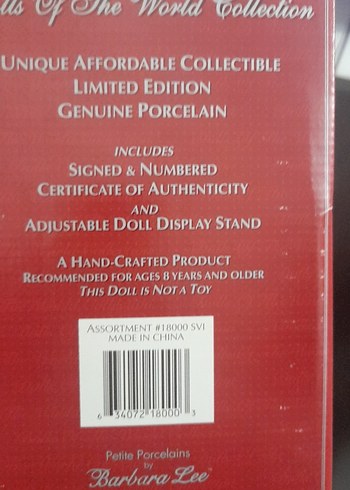 Of The World Collection
UNIQUE AFFORDABLE COLLECTIBLE
LIMITED EDITION
GENUINE PORCELAIN
INCLUDES
SIGNED & NUMBERED
CERTIFICATE OF AUTHENTICITY
AND
ADJUSTABLE DOLL DISPLAY STAND
A HAND-CRAFTED PRODUCT
RECOMMENDED FOR AGES 8 YEARS AND OLDER
THIS DOLL IS NOT A TOY
ASSORTMENT #18000 SVI
MADE IN CHINA
6 34072 18000 3
Petite Porcelains
by
Barbara Lee